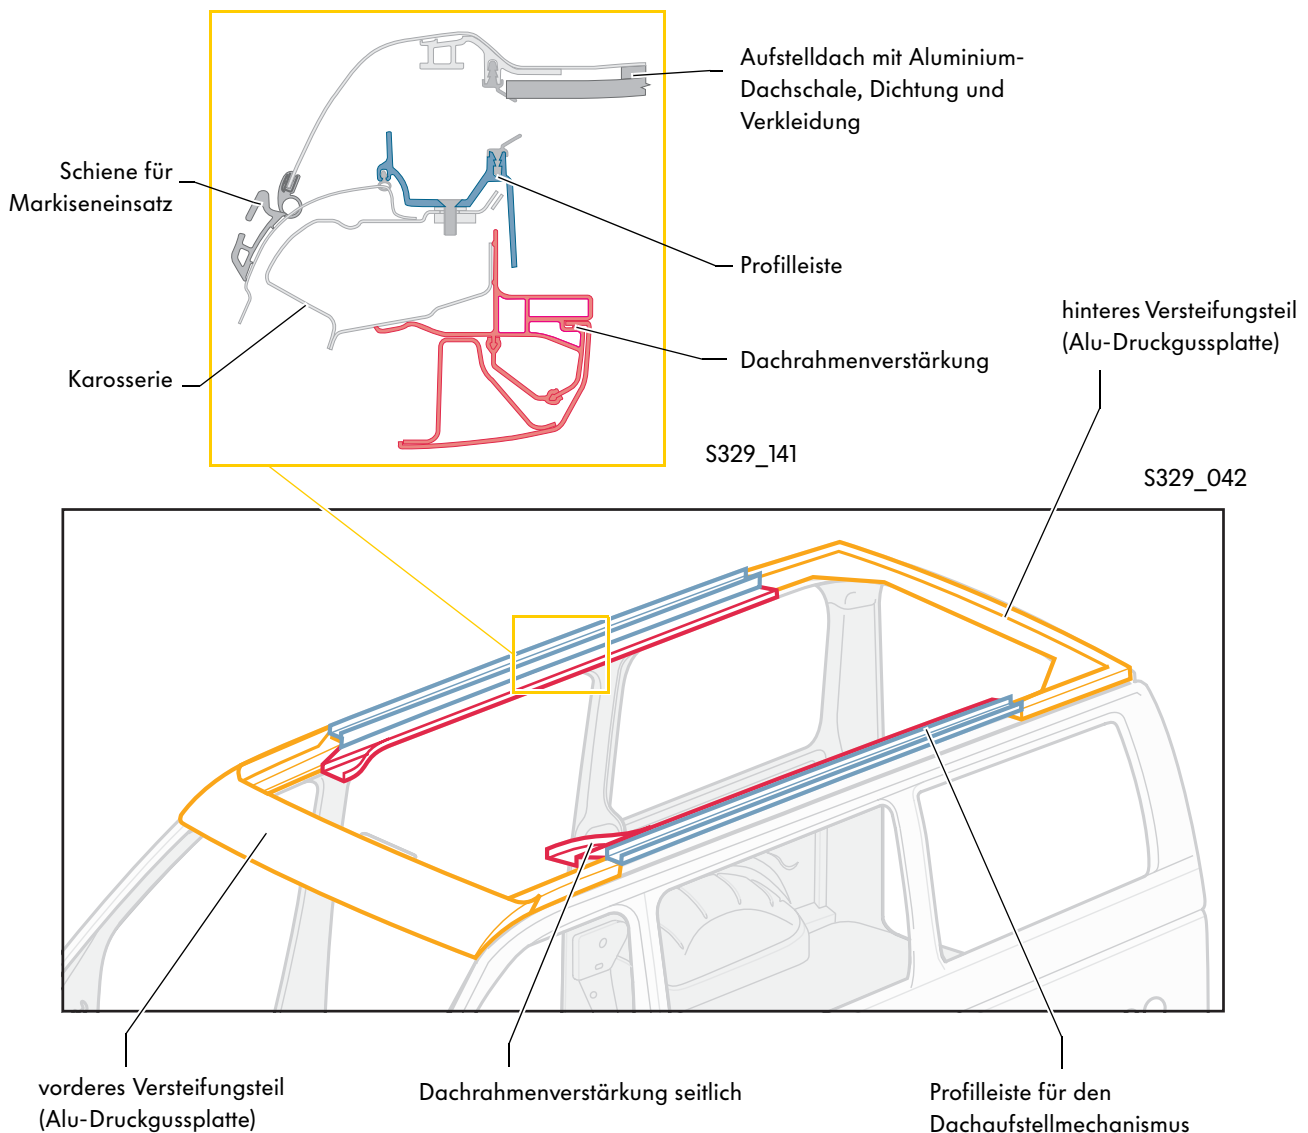 Aufstelldach mit Aluminium-
Dachschale, Dichtung und
Verkleidung
Schiene für
Markiseneinsatz
Profilleiste
hinteres Versteifungsteil
(Alu-Druckgussplatte)
Dachrahmenverstärkung
Karosserie
S329_141
S329_042
vorderes Versteifungsteil
(Alu-Druckgussplatte)
Dachrahmenverstärkung seitlich
Profilleiste für den
Dachaufstellmechanismus